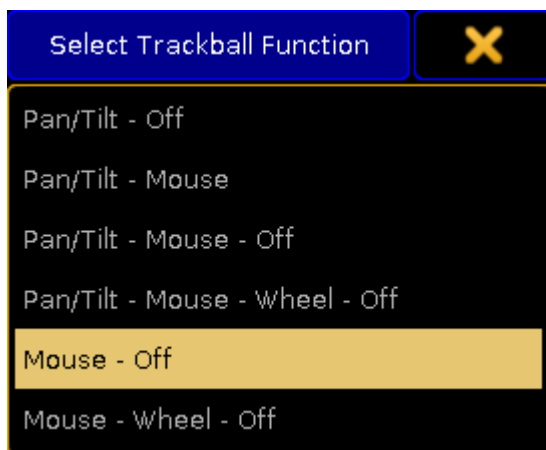 Select Trackball Function
Pan/Tilt - Off
Pan/Tilt - Mouse
Pan/Tilt - Mouse - Off
Pan/Tilt - Mouse - Wheel - Off
Mouse - Off
Mouse - Wheel - Off